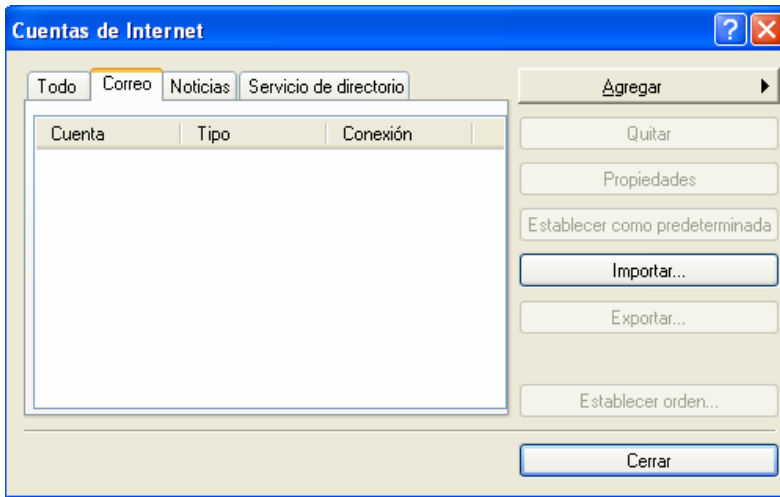 Cuentas de Internet
Todo Correo Noticias Servicio de directorio
Cuenta Tipo Conexión
Agregar
Quitar
Propiedades
Establecer como predeterminada
Importar...
Exportar...
Establecer orden...
Cerrar